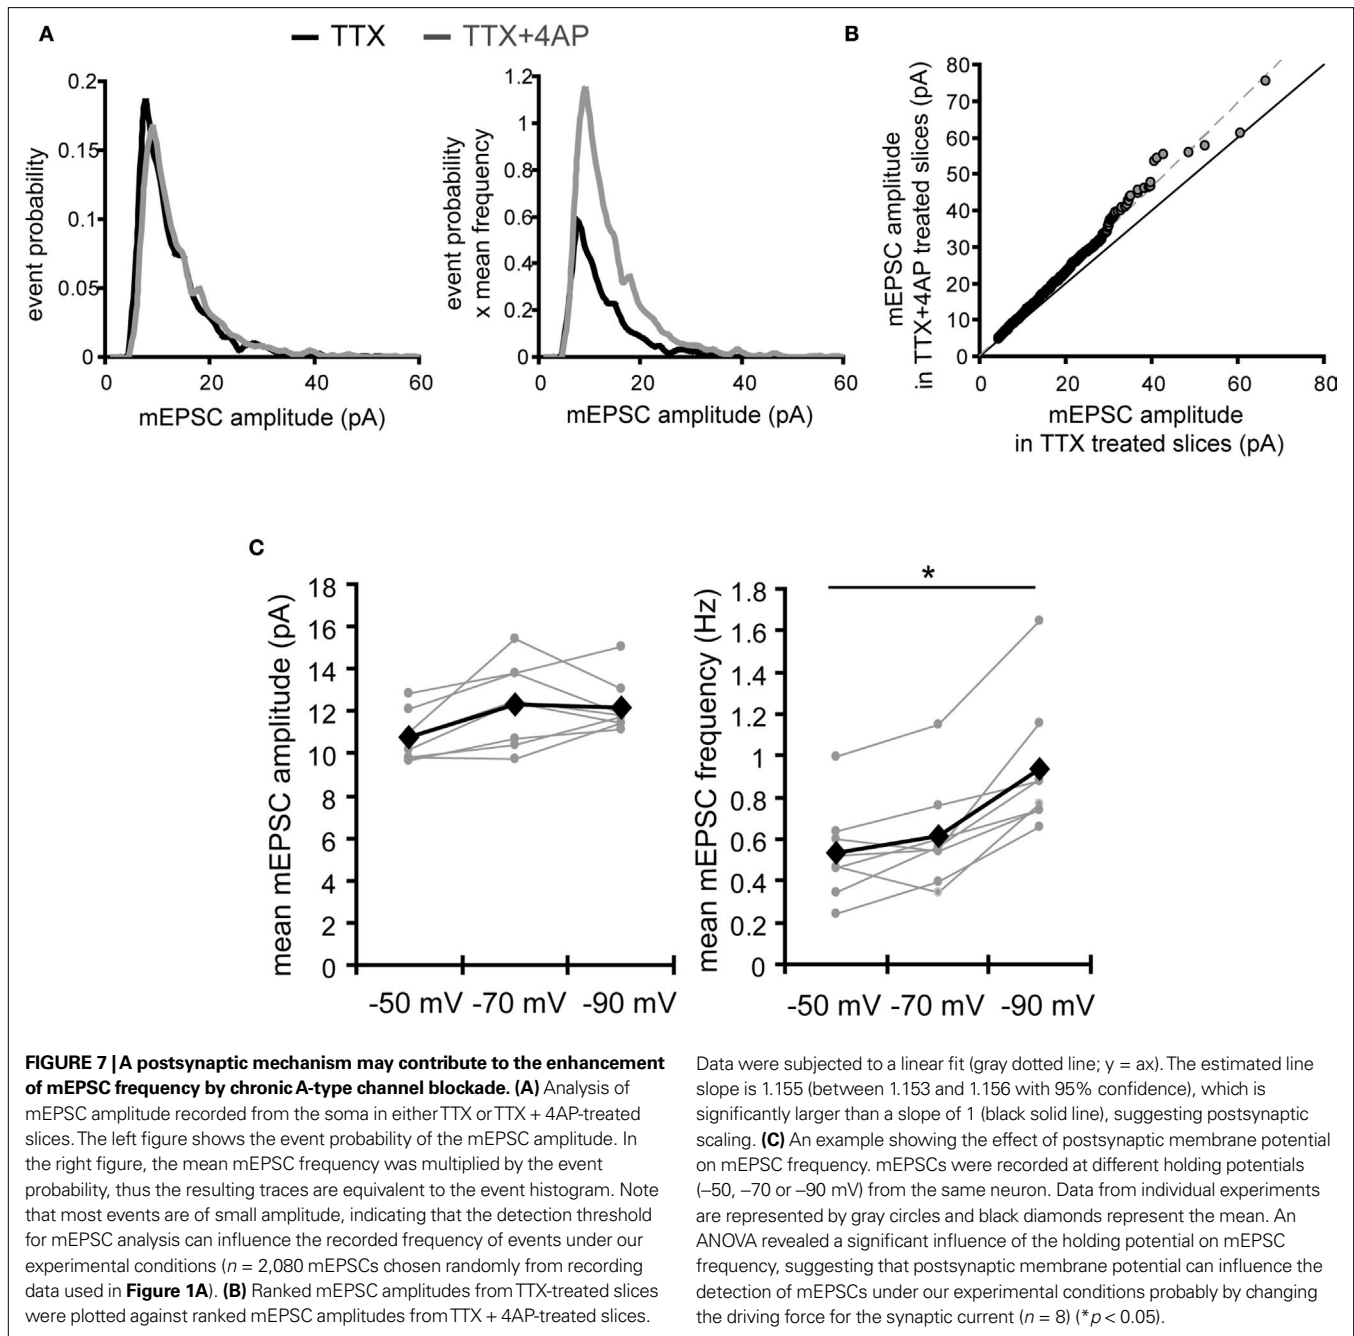 A
TTX
TTX+4AP
0.2
0.15
0.1
0.05
0
event probability
0
20
40
60
mEPSC amplitude (pA)
1.2
1
0.8
0.6
0.4
0.2
0
event probability
x mean frequency
0
20
40
60
mEPSC amplitude (pA)
B
80
70
60
50
40
30
20
10
0
mEPSC amplitude
in TTX+4AP treated slices (pA)
0
20
40
60
80
mEPSC amplitude
in TTX treated slices (pA)
C
18
16
14
12
10
8
6
4
2
0
mean mEPSC amplitude (pA)
-50 mV
-70 mV
-90 mV
*
1.8
1.6
1.4
1.2
1
0.8
0.6
0.4
0.2
0
mean mEPSC frequency (Hz)
-50 mV
-70 mV
-90 mV
FIGURE 7 | A postsynaptic mechanism may contribute to the enhancement
of mEPSC frequency by chronic A-type channel blockade. (A) Analysis of
mEPSC amplitude recorded from the soma in either TTX or TTX + 4AP-treated
slices. The left figure shows the event probability of the mEPSC amplitude. In
the right figure, the mean mEPSC frequency was multiplied by the event
probability, thus the resulting traces are equivalent to the event histogram. Note
that most events are of small amplitude, indicating that the detection threshold
for mEPSC analysis can influence the recorded frequency of events under our
experimental conditions (n = 2,080 mEPSCs chosen randomly from recording
data used in Figure 1A). (B) Ranked mEPSC amplitudes from TTX-treated slices
were plotted against ranked mEPSC amplitudes from TTX + 4AP-treated slices.
Data were subjected to a linear fit (gray dotted line; y = ax). The estimated line
slope is 1.155 (between 1.153 and 1.156 with 95% confidence), which is
significantly larger than a slope of 1 (black solid line), suggesting postsynaptic
scaling. (C) An example showing the effect of postsynaptic membrane potential
on mEPSC frequency. mEPSCs were recorded at different holding potentials
(–50, –70 or –90 mV) from the same neuron. Data from individual experiments
are represented by gray circles and black diamonds represent the mean. An
ANOVA revealed a significant influence of the holding potential on mEPSC
frequency, suggesting that postsynaptic membrane potential can influence the
detection of mEPSCs under our experimental conditions probably by changing
the driving force for the synaptic current (n = 8) (*p < 0.05).